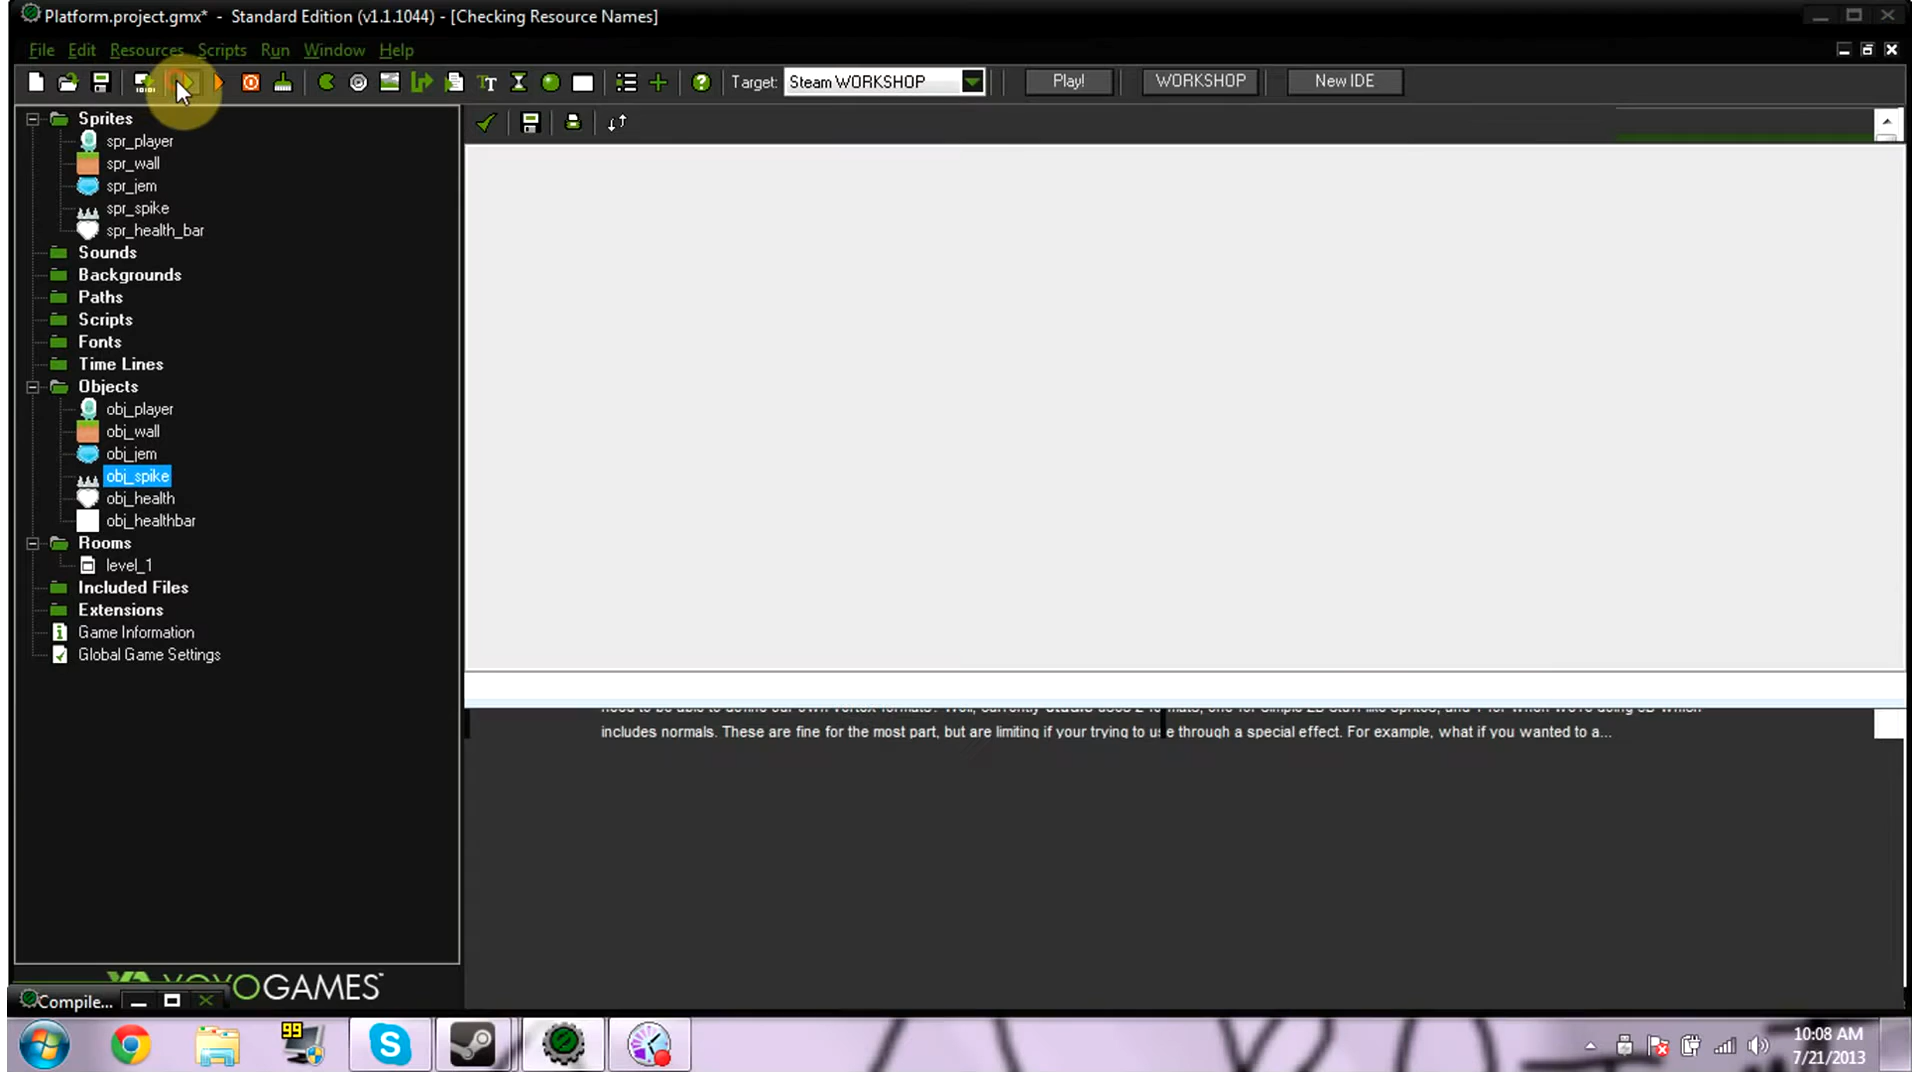 Platform.project.gmx* - Standard Edition (v1.1.1044) - [Checking Resource Names]
File Edit Resources Scripts Run Window Help
Target: Steam WORKSHOP Play! WORKSHOP New IDE
Sprites
spr_player
spr_wall
spr_jem
spr_spike
spr_health_bar
Sounds
Backgrounds
Paths
Scripts
Fonts
Time Lines
Objects
obj_player
obj_wall
obj_jem
obj_spike
obj_health
obj_healthbar
Rooms
level_1
Included Files
Extensions
Game Information
Global Game Settings
includes normals. These are fine for the most part, but are limiting if your trying to use through a special effect. For example, what if you wanted to a...
YOYOGAMES™
Compile...
99
10:08 AM
7/21/2013